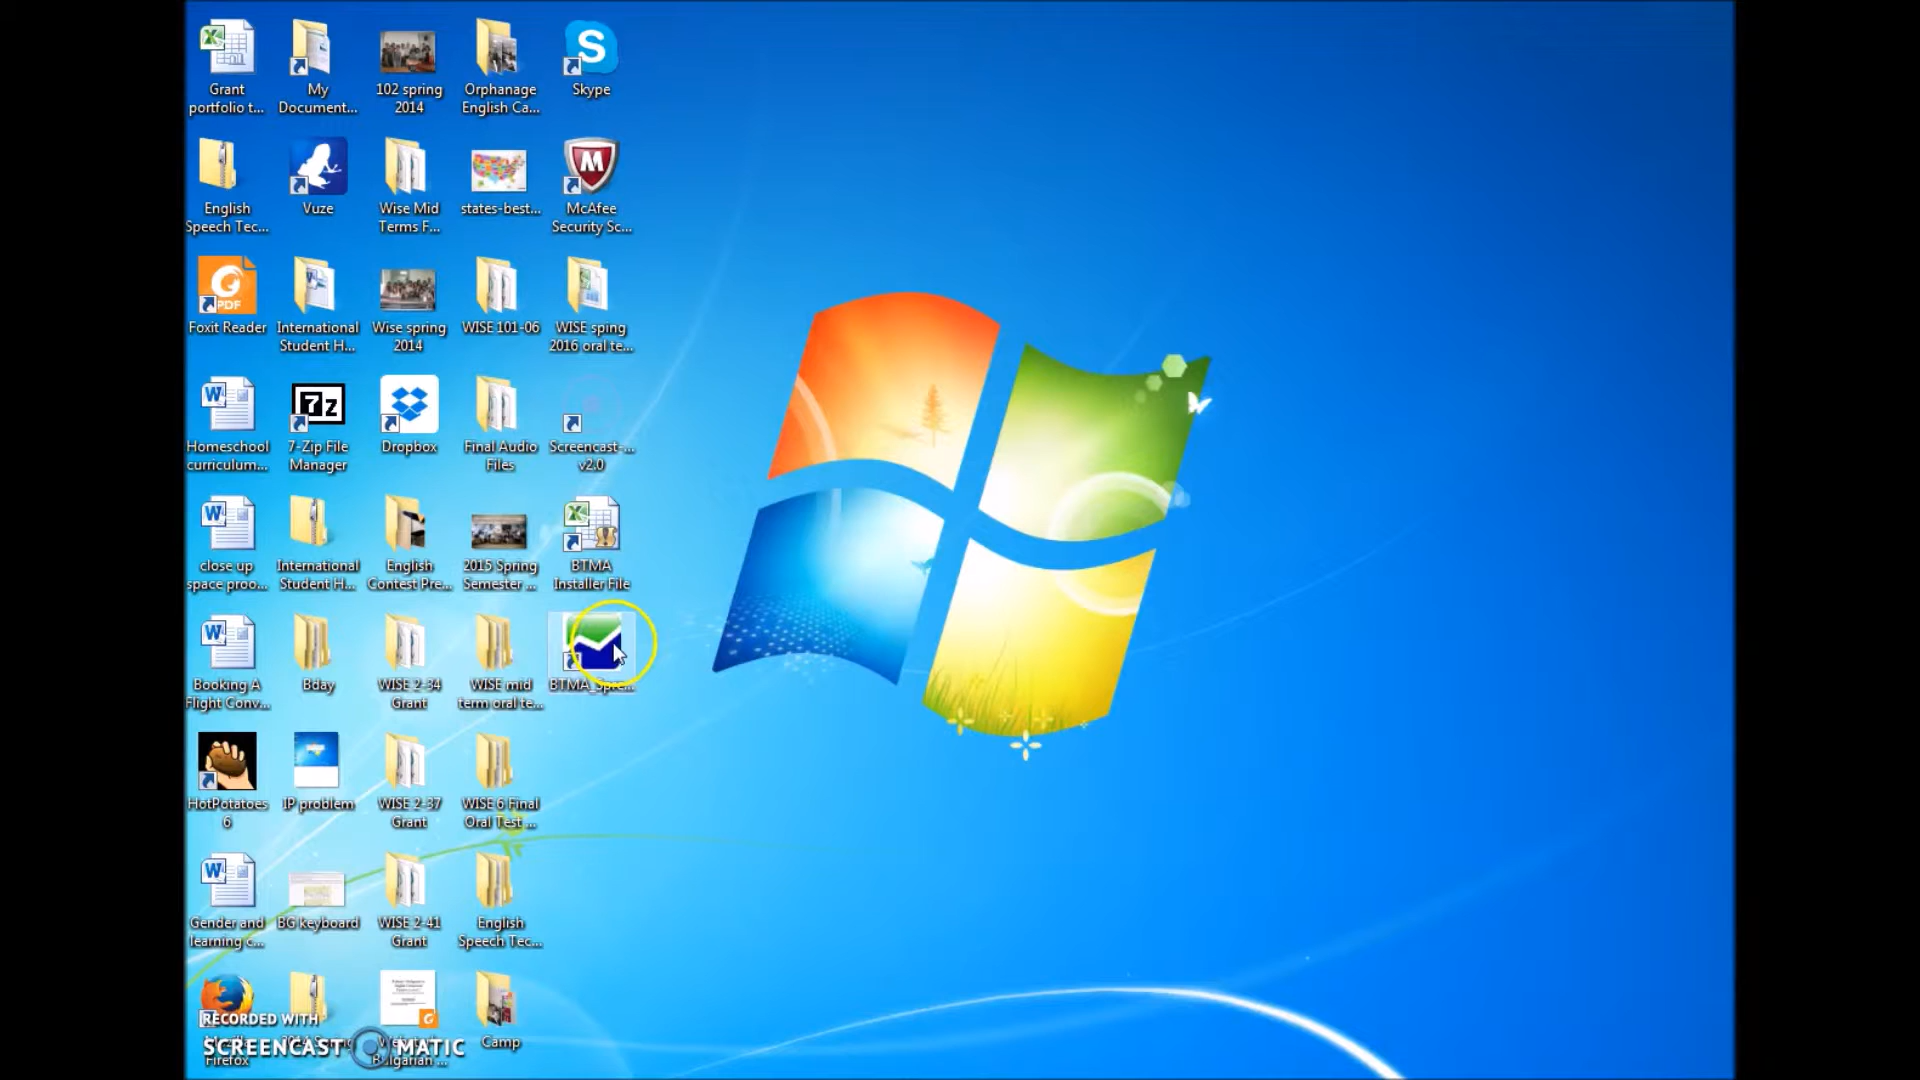 Grant
portfolio t...
My
Document...
102 spring
2014
Orphanage
English Ca...
Skype
English
Speech Tec...
Vuze
Wise Mid
Terms F...
states-best...
M
McAfee
Security Sc...
PDF
Foxit Reader
International
Student H...
Wise spring
2014
WISE 101-06
WISE sping
2016 oral te...
Homeschool
curriculum...
7z
7-Zip File
Manager
Dropbox
Final Audio
Files
Screencast-...
v2.0
close up
space proo...
International
Student H...
English
Contest Pre...
2015 Spring
Semester ...
BTMA
Installer File
Booking A
Flight Conv...
Bday
WISE 2-34
Grant
WISE mid
term oral te...
BTMA_Spre...
HotPotatoes
6
IP problem
WISE 2-37
Grant
WISE 6 Final
Oral Test ...
Gender and
learning c...
BG keyboard
WISE 2-41
Grant
English
Speech Tec...
Firefox
Bulgarian ...
Camp
RECORDED WITH
SCREENCAST MATIC